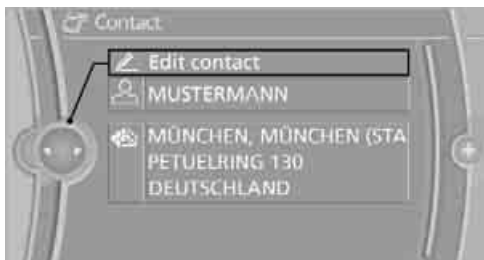 Contact
Edit contact
MUSTERMANN
MÜNCHEN, MÜNCHEN (STA
PETUELRING 130
DEUTSCHLAND